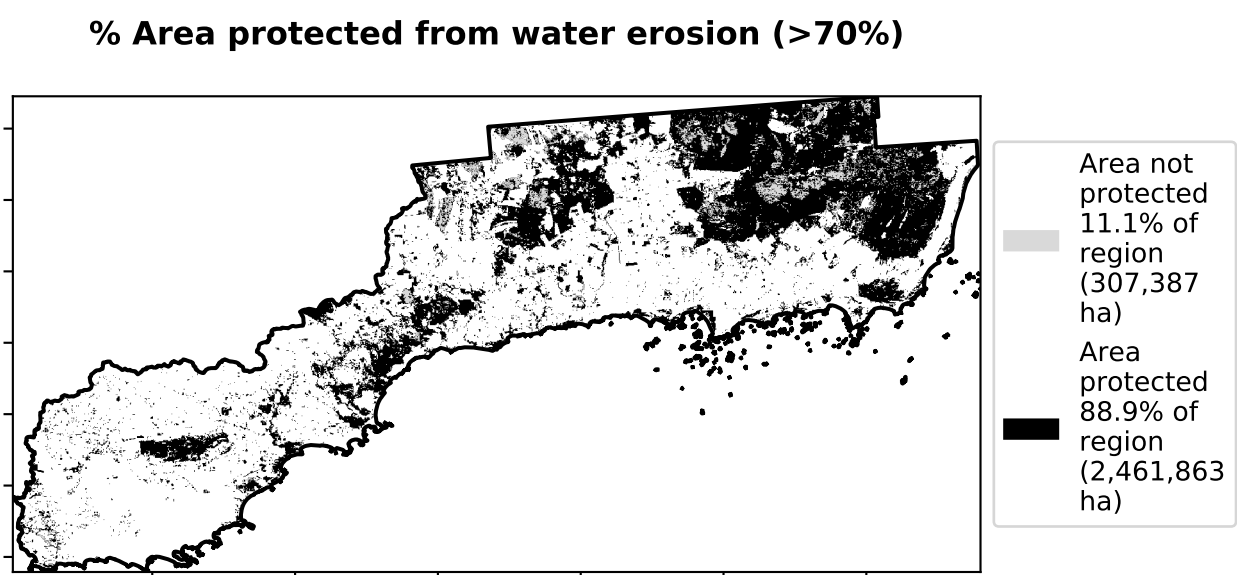 % Area protected from water erosion (>70%)
Area not
protected
11.1% of
region
(307,387
ha)
Area
protected
88.9% of
region
(2,461,863
ha)